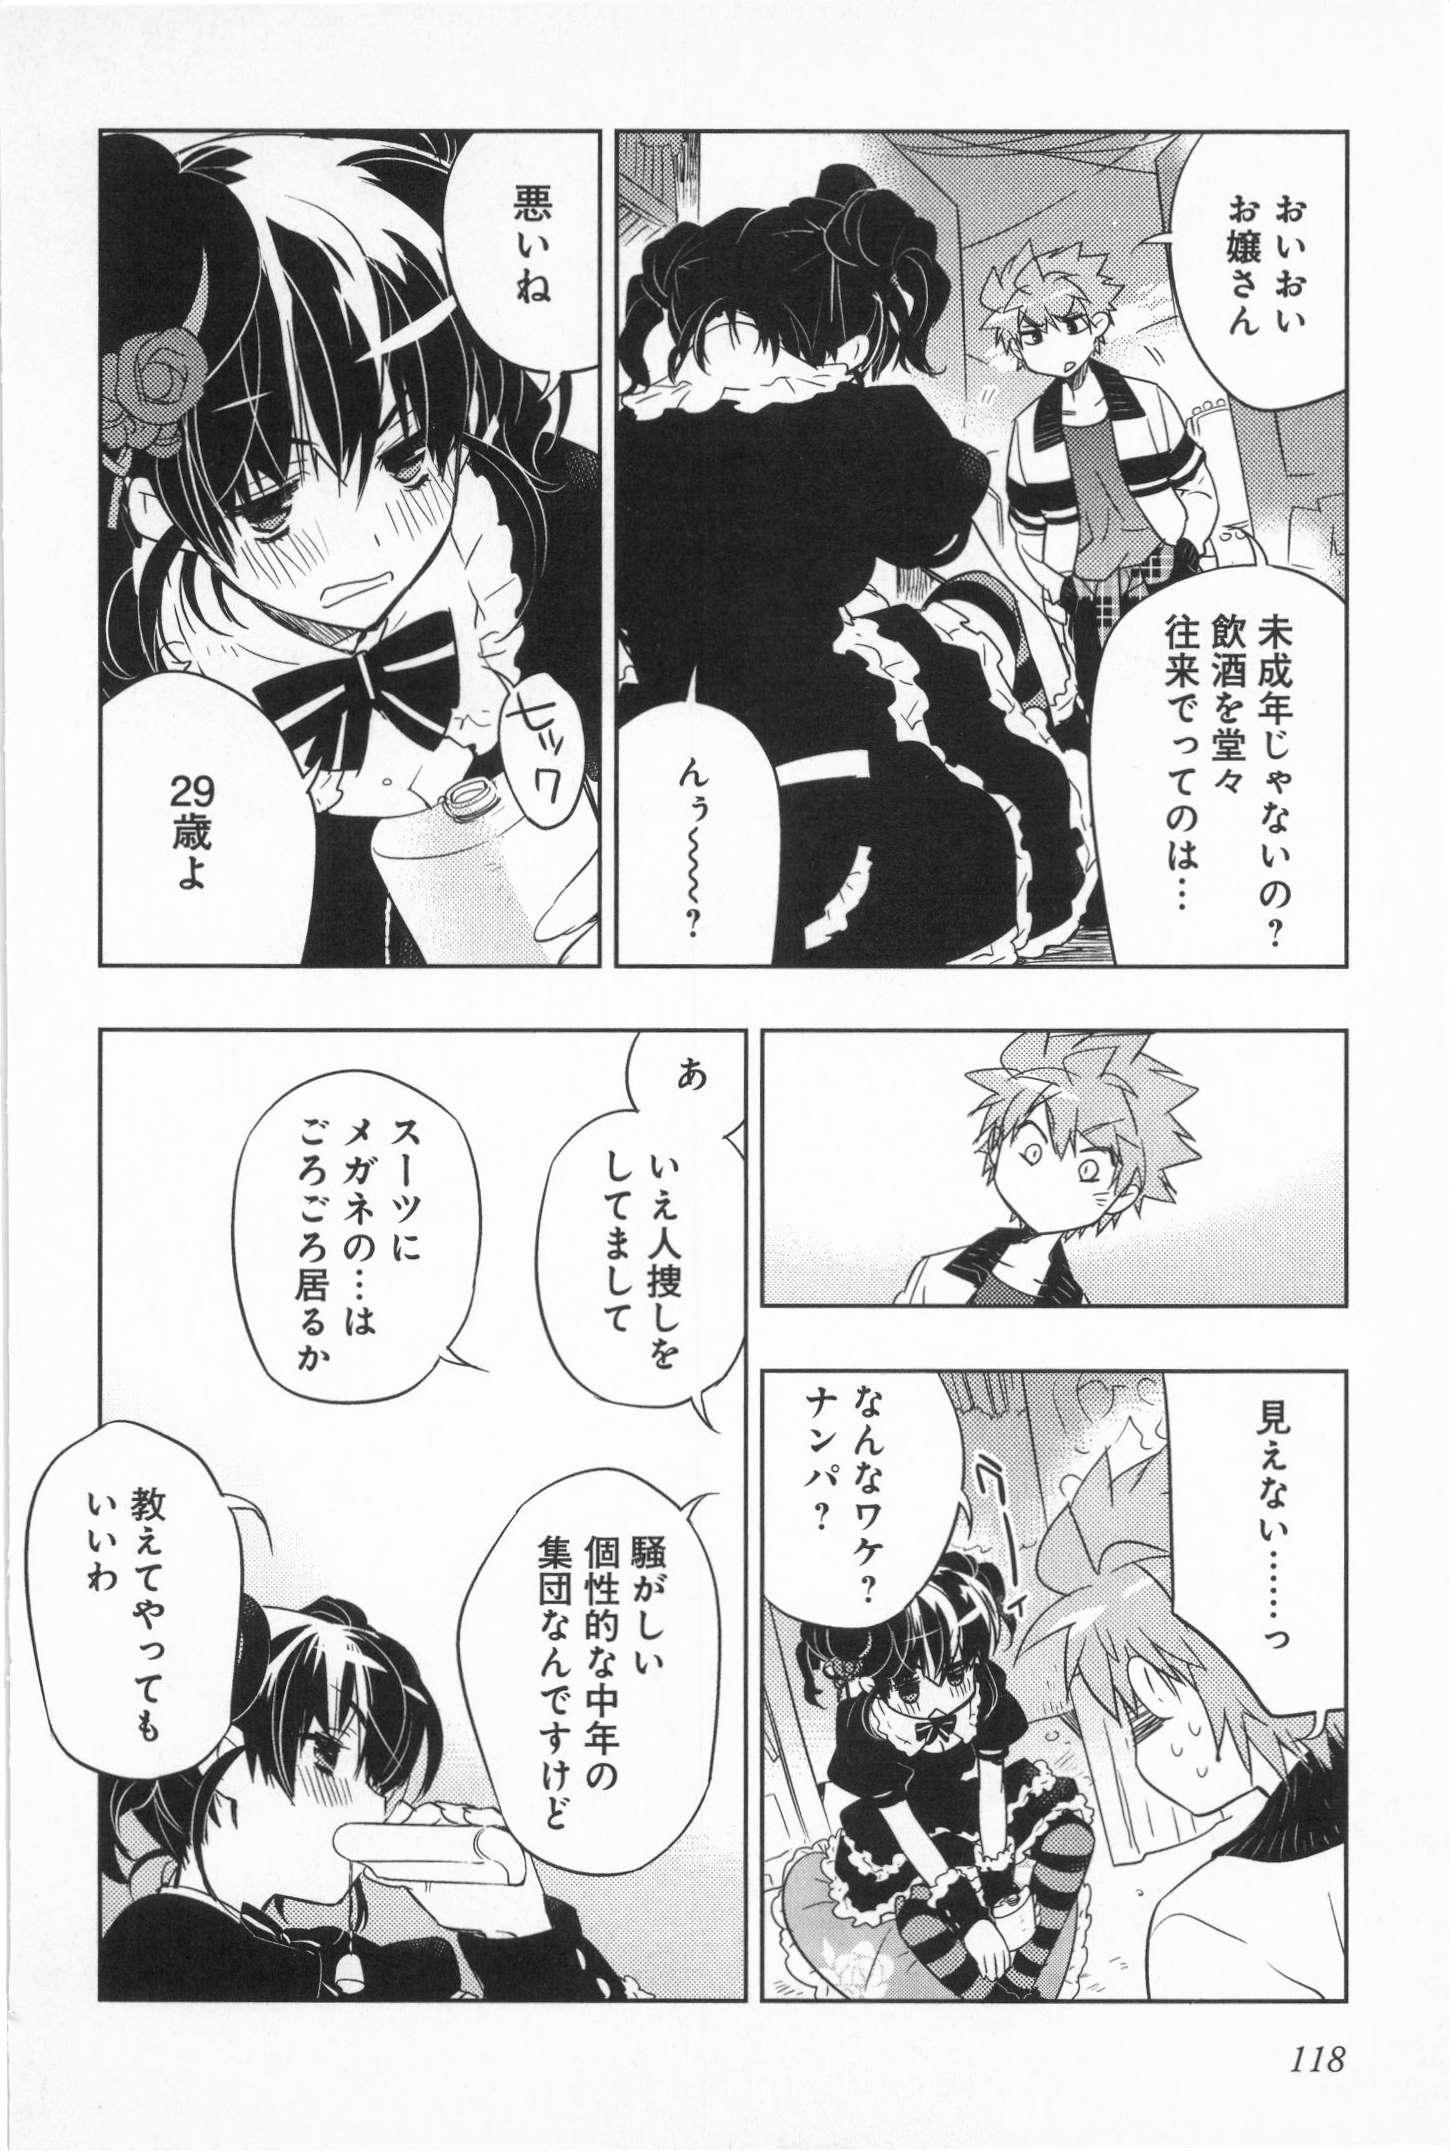 おいおい
お嬢さん
未成年じゃないの?
飲酒を堂々
往来でってのは…
んぅ〜〜〜?
悪いね
ヒック
29歳よ
見えない……っ
なんなワケ?
ナンパ?
グーイ
あ
いえ人捜しを
してまして
スーツに
メガネの…は
ごろごろ居るか
騒がしい
個性的な中年の
集団なんですけど
教えてやっても
いいわ
118